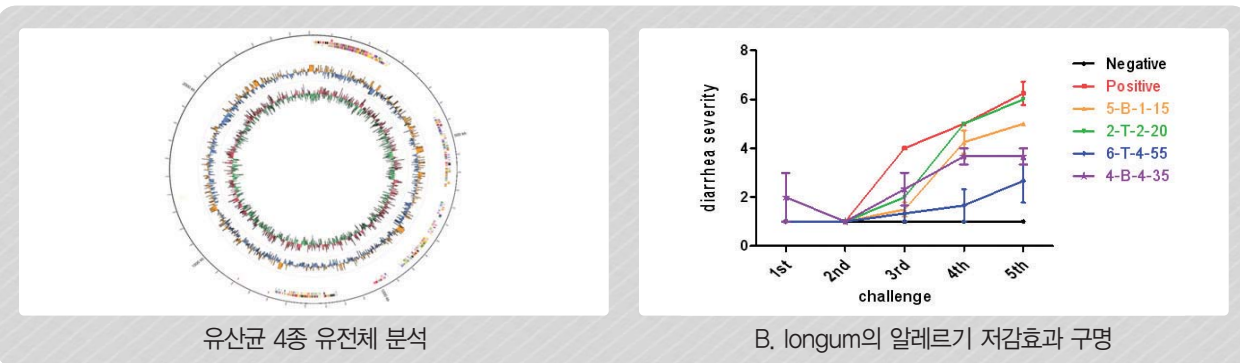 8
6
4
2
0
diarrhea severity
1st 2nd 3rd 4th 5th
challenge
Negative
Positive
5-B-1-15
2-T-2-20
6-T-4-55
4-B-4-35
유산균 4종 유전체 분석
B. longum의 알레르기 저감효과 구명